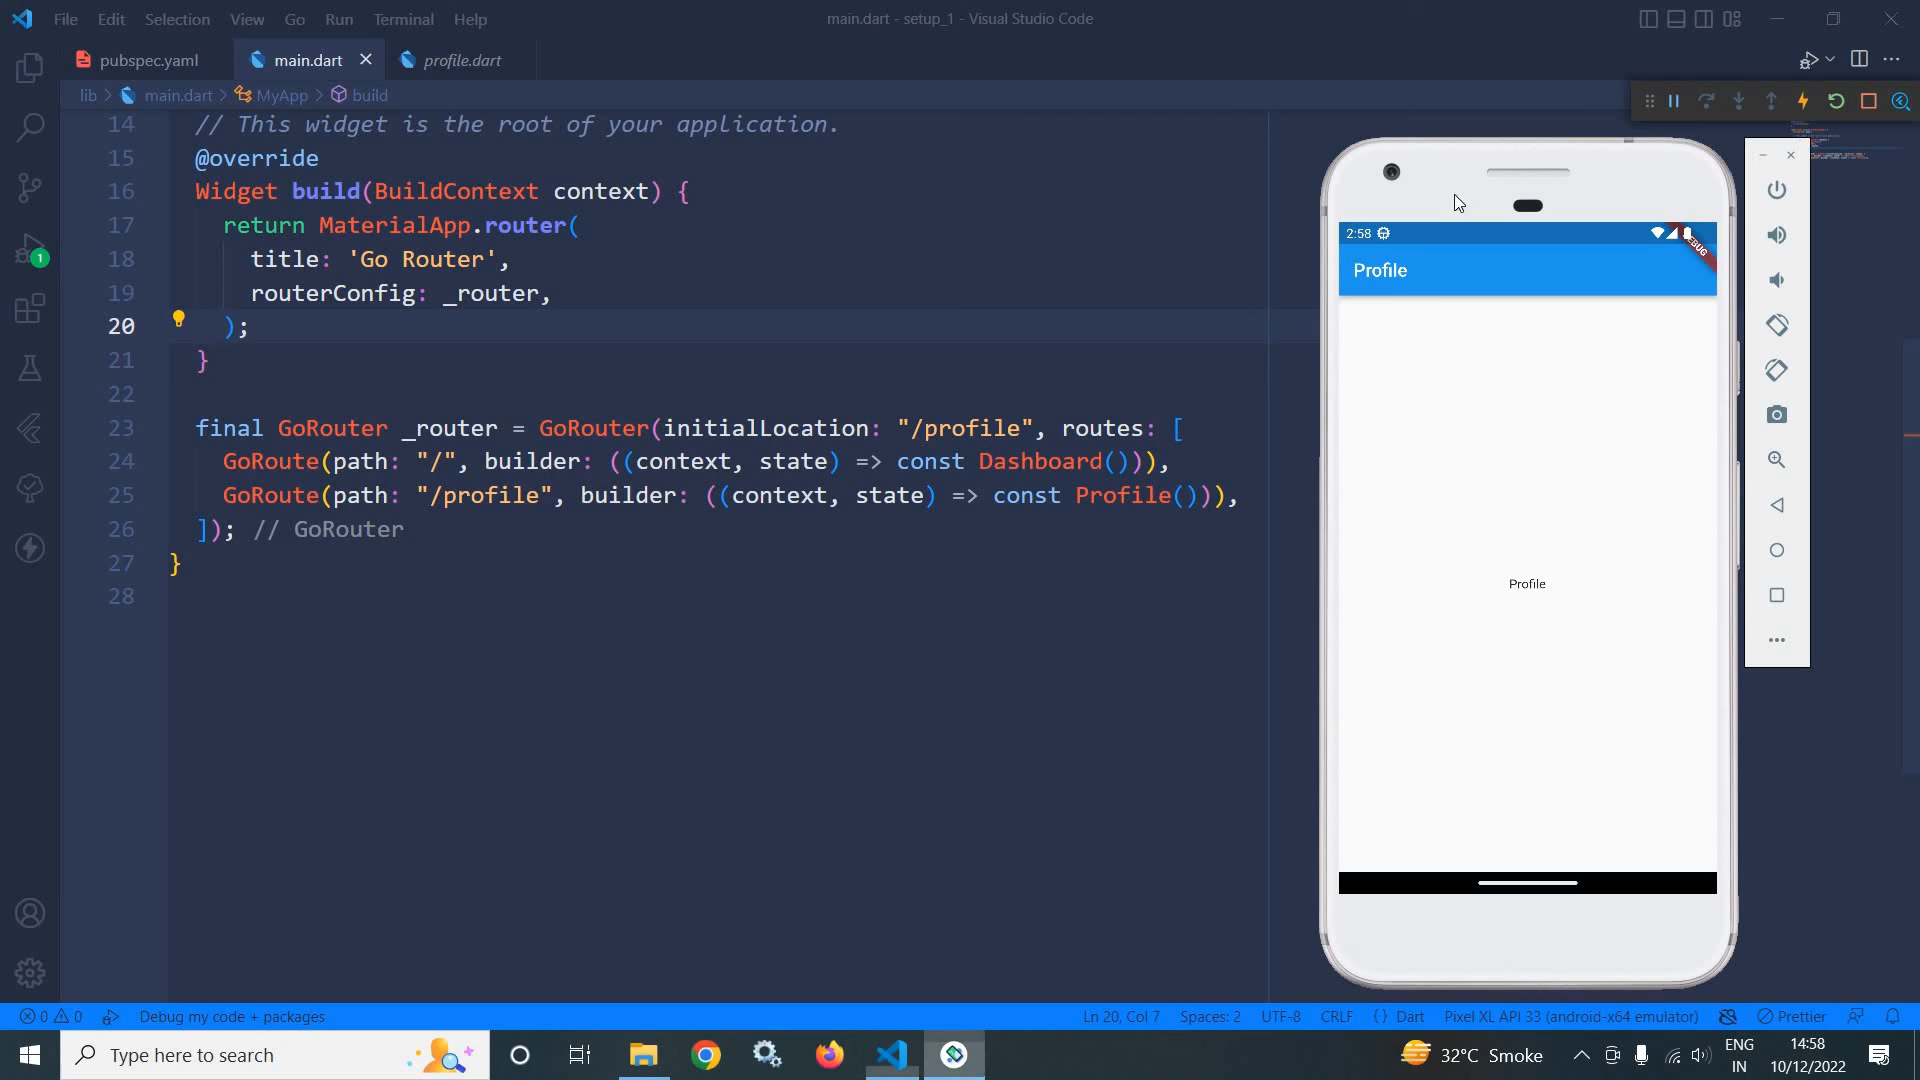 File Edit Selection View Go Run Terminal Help
main.dart - setup_1 - Visual Studio Code
pubspec.yaml main.dart profile.dart
lib > main.dart > MyApp > build
14 // This widget is the root of your application.
15 @override
16 Widget build(BuildContext context) {
17 return MaterialApp.router(
18 title: 'Go Router',
19 routerConfig: _router,
20 );
21 }
22
23 final GoRouter _router = GoRouter(initialLocation: "/profile", routes: [
24 GoRoute(path: "/", builder: ((context, state) => const Dashboard())),
25 GoRoute(path: "/profile", builder: ((context, state) => const Profile())),
26 ]); // GoRouter
27 }
28
1
2:58
DEBUG
Profile
Profile
0 0 Debug my code + packages
Ln 20, Col 7 Spaces: 2 UTF-8 CRLF {} Dart Pixel XL API 33 (android-x64 emulator) Prettier
Type here to search
32°C Smoke
ENG
IN
14:58
10/12/2022